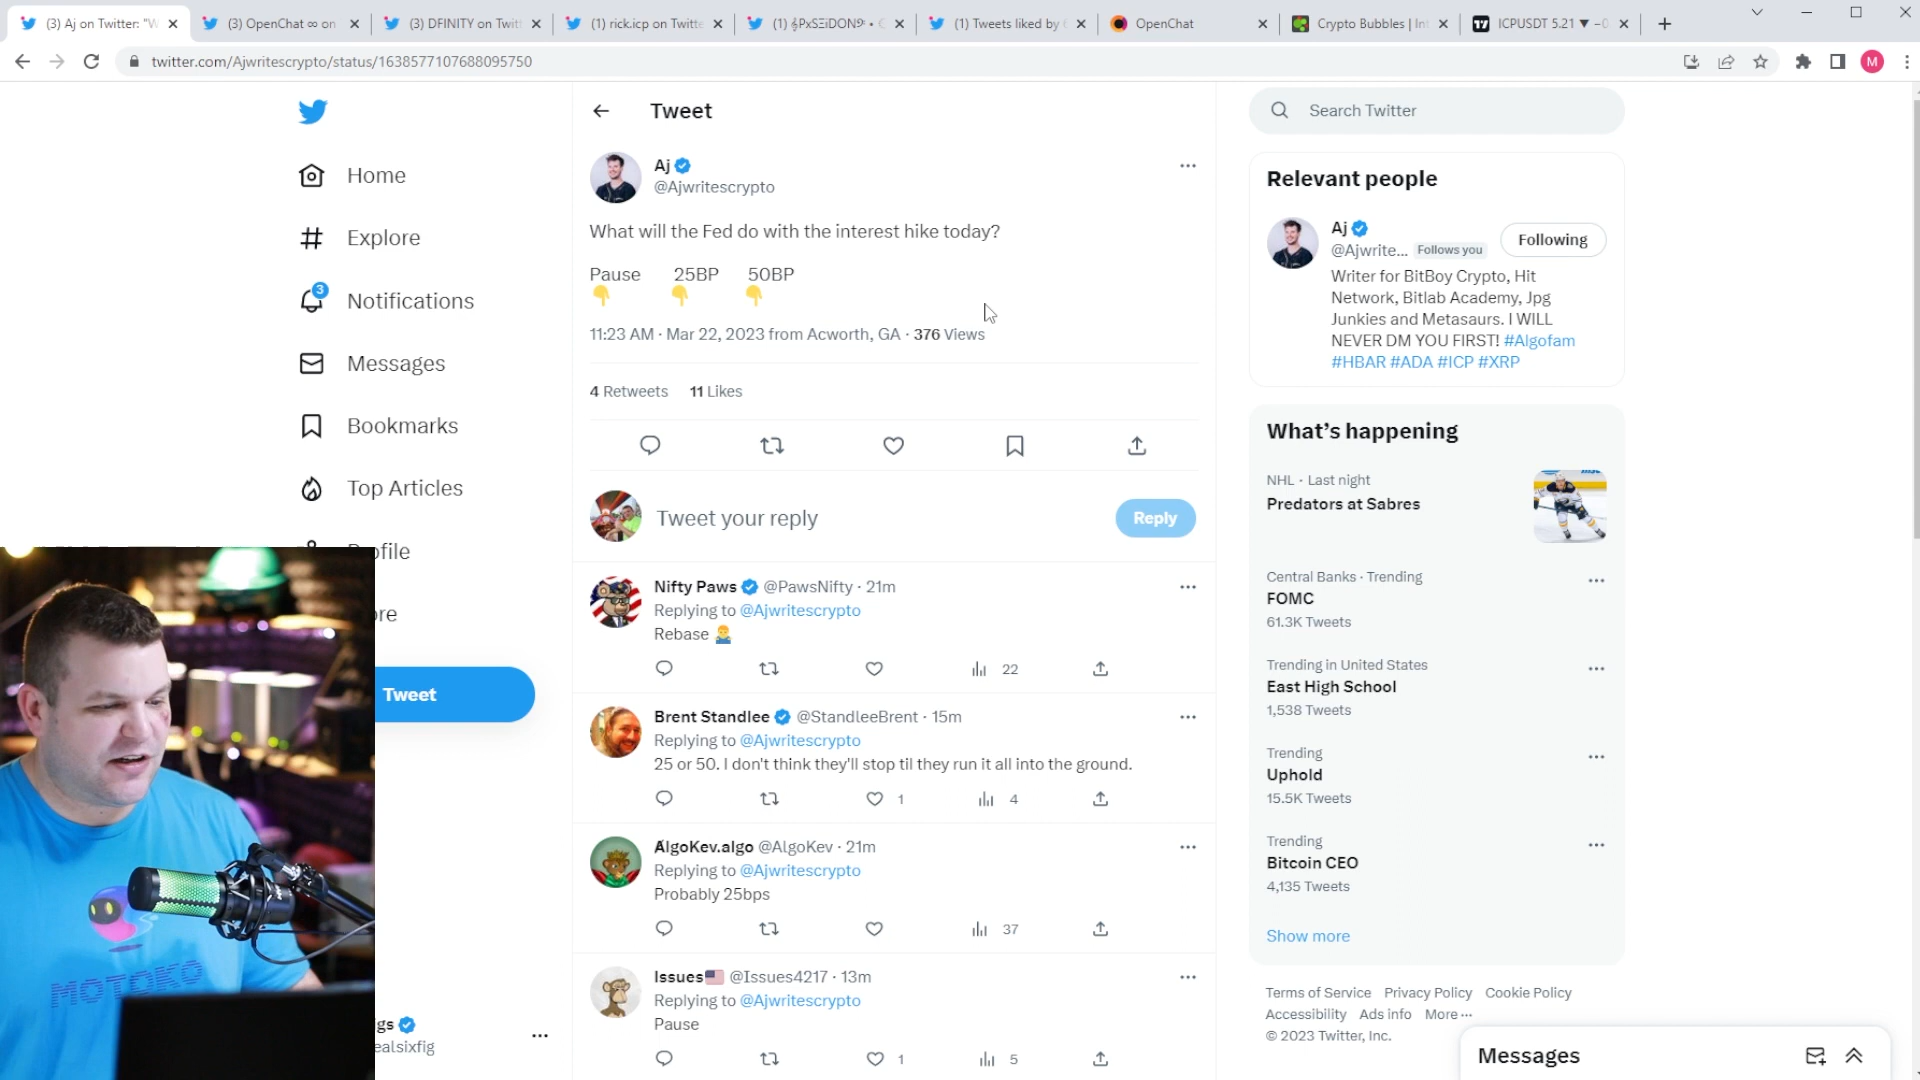 (3) Aj on Twitter: "W
(3) OpenChat ∞ on
(3) DFINITY on Twitt
(1) rick.icp on Twitte
(1) Tweets liked by
OpenChat
Crypto Bubbles | Int
ICPUSDT 5.21 ▼ −0
twitter.com/Ajwritescrypto/status/1638577107688095750
M
Home
Explore
3
Notifications
Messages
Bookmarks
Top Articles
ofile
ore
Tweet
gs
ealsixfig
MOTOKO
Tweet
Aj
@Ajwritescrypto
What will the Fed do with the interest hike today?
Pause 25BP 50BP
👇 👇 👇
11:23 AM · Mar 22, 2023 from Acworth, GA · 376 Views
4 Retweets 11 Likes
Tweet your reply
Reply
Nifty Paws @PawsNifty · 21m
Replying to @Ajwritescrypto
Rebase 🤷‍♂️
22
Brent Standlee @StandleeBrent · 15m
Replying to @Ajwritescrypto
25 or 50. I don't think they'll stop til they run it all into the ground.
1 4
AlgoKev.algo @AlgoKev · 21m
Replying to @Ajwritescrypto
Probably 25bps
37
Issues🇺🇸 @Issues4217 · 13m
Replying to @Ajwritescrypto
Pause
1 5
Search Twitter
Relevant people
Aj
@Ajwrite... Follows you
Following
Writer for BitBoy Crypto, Hit
Network, Bitlab Academy, Jpg
Junkies and Metasaurs. I WILL
NEVER DM YOU FIRST! #Algofam
#HBAR #ADA #ICP #XRP
What's happening
NHL · Last night
Predators at Sabres
Central Banks · Trending
FOMC
61.3K Tweets
Trending in United States
East High School
1,538 Tweets
Trending
Uphold
15.5K Tweets
Trending
Bitcoin CEO
4,135 Tweets
Show more
Terms of Service Privacy Policy Cookie Policy
Accessibility Ads info More ···
© 2023 Twitter, Inc.
Messages